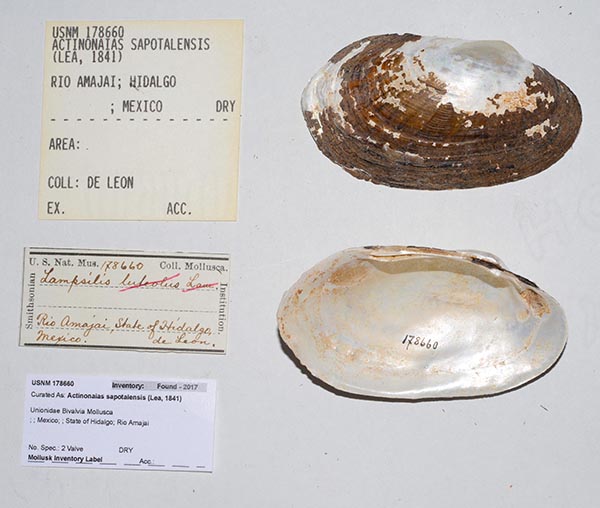 USNM 178660
ACTINONAIAS SAPOTALENSIS
(LEA, 1841)
RIO AMAJAI; HIDALGO
; MEXICO DRY
AREA:
COLL: DE LEON
EX. ACC.
U. S. Nat. Mus. 178660 Coll. Mollusca.
Smithsonian
Lampsilis luteolus Lam
Institution.
Rio Amajai, State of Hidalgo,
Mexico. de Leon.
USNM 178660 Inventory: Found - 2017
Curated As: Actinonaias sapotalensis (Lea, 1841)
Unionidae Bivalvia Mollusca
; Mexico; ; State of Hidalgo; Rio Amajai
No. Spec.: 2 Valve DRY
Mollusk Inventory Label Acc.:
178660